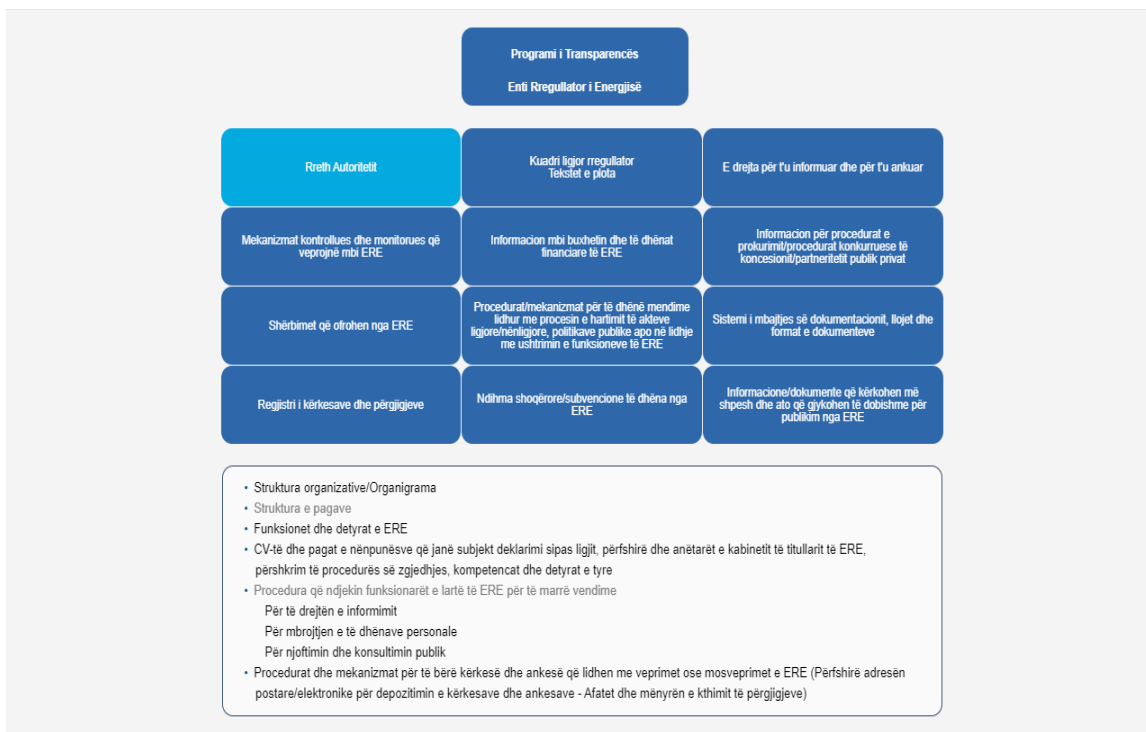 Programi i Transparencës
Enti Rregullator i Energjisë
Rreth Autoritetit
Kuadri ligjor rregullator
Tekstet e plota
E drejta për t'u informuar dhe për t'u ankuar
Mekanizmat kontrollues dhe monitorues që
veprojnë mbi ERE
Informacion mbi buxhetin dhe të dhënat
financiare të ERE
Informacion për procedurat e
prokurimit/procedurat konkurruese të
koncesionit/partneritetit publik privat
Shërbimet që ofrohen nga ERE
Procedurat/mekanizmat për të dhënë mendime
lidhur me procesin e hartimit të akteve
ligjore/nënligjore, politikave publike apo në lidhje
me ushtrimin e funksioneve të ERE
Sistemi i mbajtjes së dokumentacionit, llojet dhe
format e dokumenteve
Regjistri i kërkesave dhe përgjigjeve
Ndihma shoqërore/subvencione të dhëna nga
ERE
Informacione/dokumente që kërkohen më
shpesh dhe ato që gjykohen të dobishme për
publikim nga ERE
• Struktura organizative/Organigrama
• Struktura e pagave
• Funksionet dhe detyrat e ERE
• CV-të dhe pagat e nënpunësve që janë subjekt deklarimi sipas ligjit, përfshirë dhe anëtarët e kabinetit të titullarit të ERE,
përshkrim të procedurës së zgjedhjes, kompetencat dhe detyrat e tyre
• Procedura që ndjekin funksionarët e lartë të ERE për të marrë vendime
Për të drejtën e informimit
Për mbrojtjen e të dhënave personale
Për njoftimin dhe konsultimin publik
• Procedurat dhe mekanizmat për të bërë kërkesë dhe ankesë që lidhen me veprimet ose mosveprimet e ERE (Përfshirë adresën
postare/elektronike për depozitimin e kërkesave dhe ankesave - Afatet dhe mënyrën e kthimit të përgjigjeve)